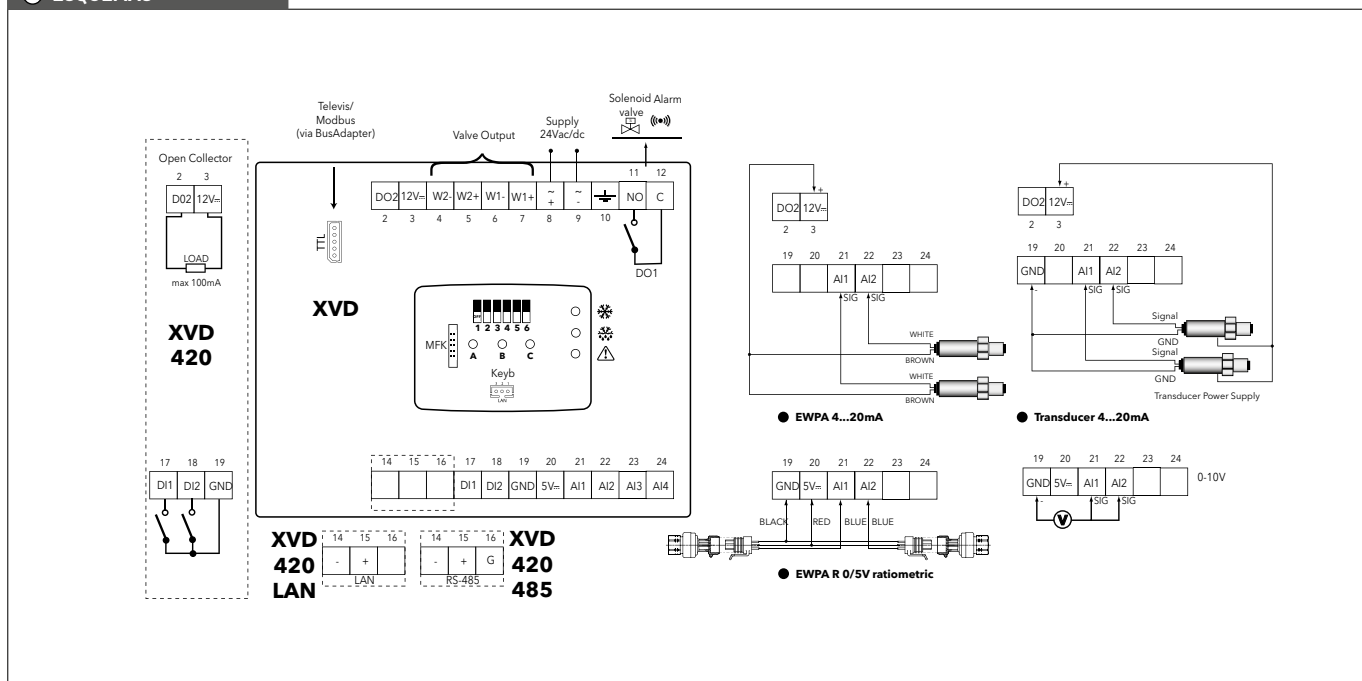 Open Collector
2 3
D02 12V⎓
LOAD
max 100mA
XVD
420
17 18 19
DI1 DI2 GND
Televis/
Modbus
(via BusAdapter)
Valve Output
Supply
24Vac/dc
Solenoid Alarm
valve
11 12
DO2 12V⎓ W2- W2+ W1- W1+ ~ + ~ - NO C
2 3 4 5 6 7 8 9 10
DO1
TTL
XVD
OFF
1 2 3 4 5 6
MFK
A B C
Keyb
LAN
14 15 16 17 18 19 20 21 22 23 24
DI1 DI2 GND 5V⎓ AI1 AI2 AI3 AI4
XVD
420
LAN
14 15 16
- +
LAN
14 15 16
- + G
RS-485
XVD
420
485
+
DO2 12V⎓
2 3
19 20 21 22 23 24
AI1 AI2
SIG SIG
WHITE
BROWN
WHITE
BROWN
● EWPA 4...20mA
+
DO2 12V⎓
2 3
19 20 21 22 23 24
GND AI1 AI2
- SIG SIG
Signal
GND
Signal
GND
Transducer Power Supply
● Transducer 4...20mA
19 20 21 22 23 24
GND 5V⎓ AI1 AI2
BLACK RED BLUE BLUE
● EWPA R 0/5V ratiometric
19 20 21 22 23 24
GND 5V⎓ AI1 AI2 0-10V
- SIG SIG
V